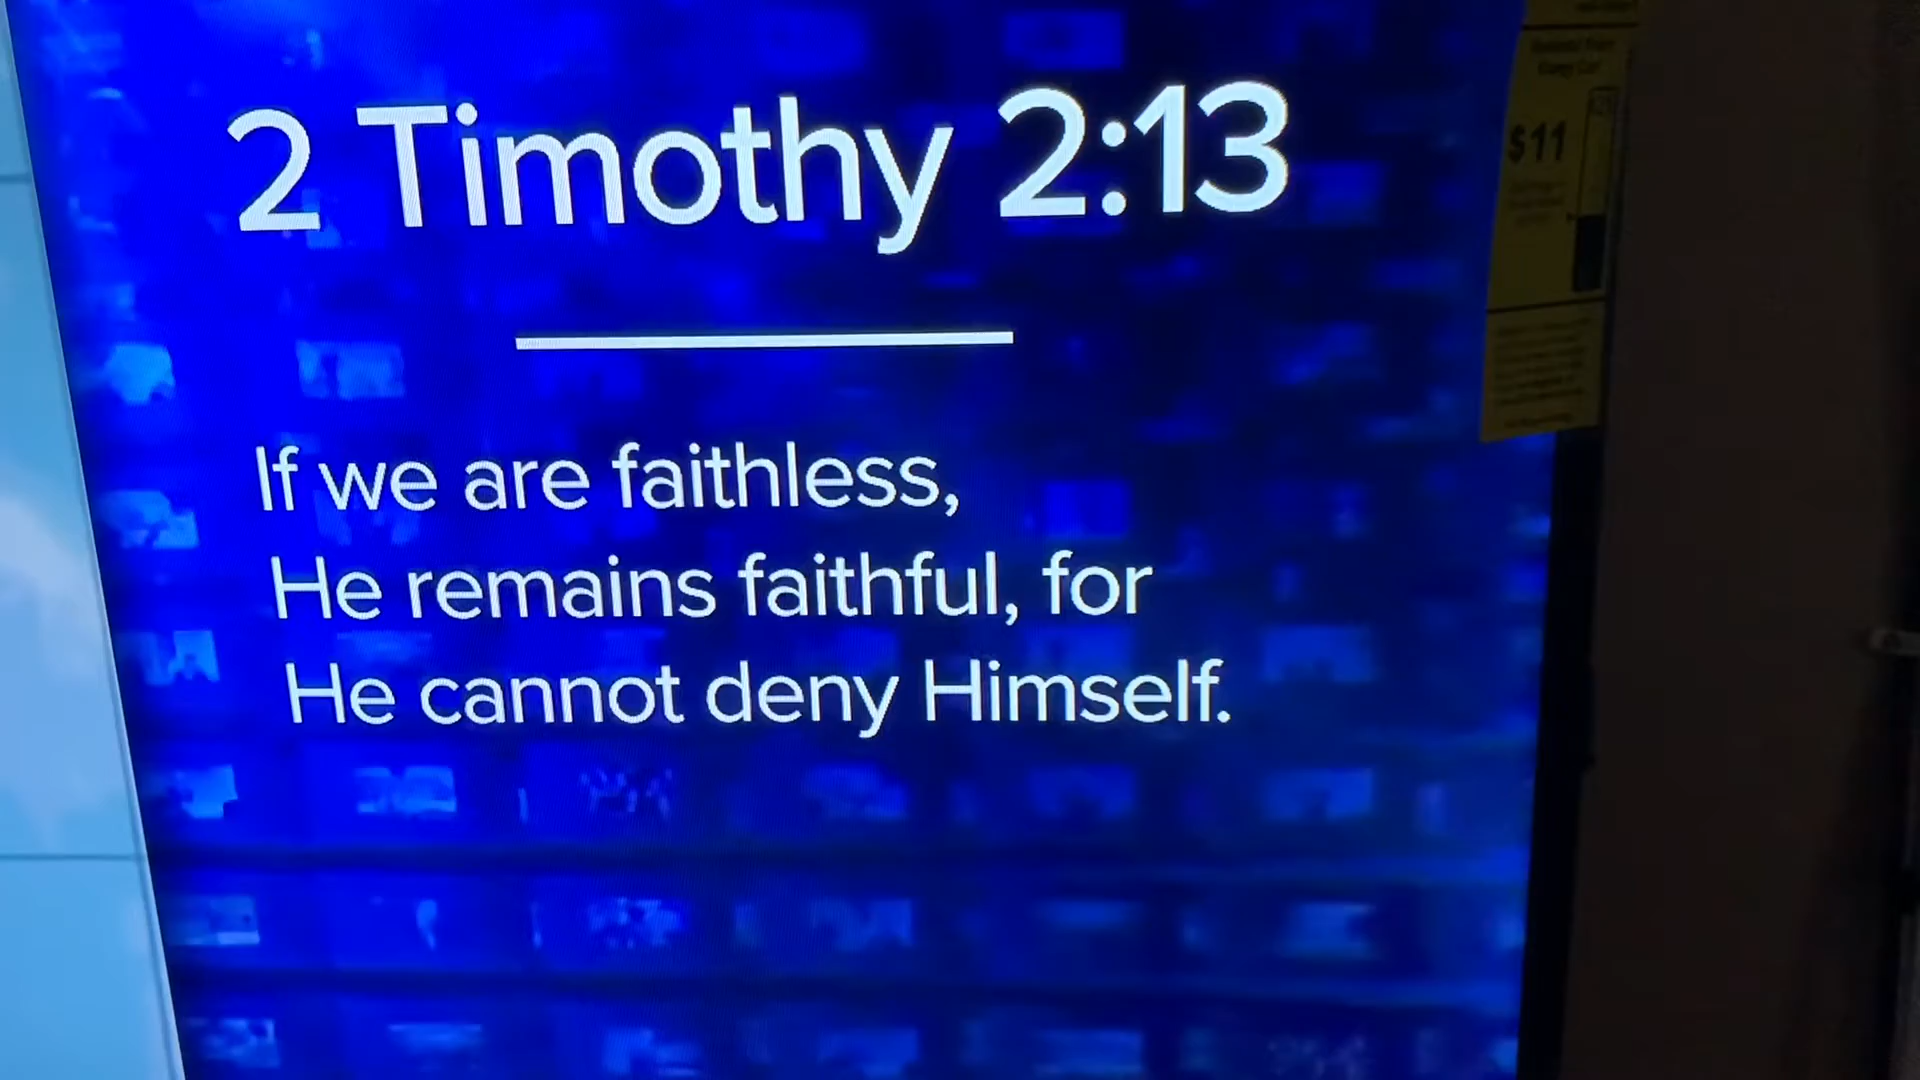 2 Timothy 2:13
If we are faithless,
He remains faithful, for
He cannot deny Himself.
$11